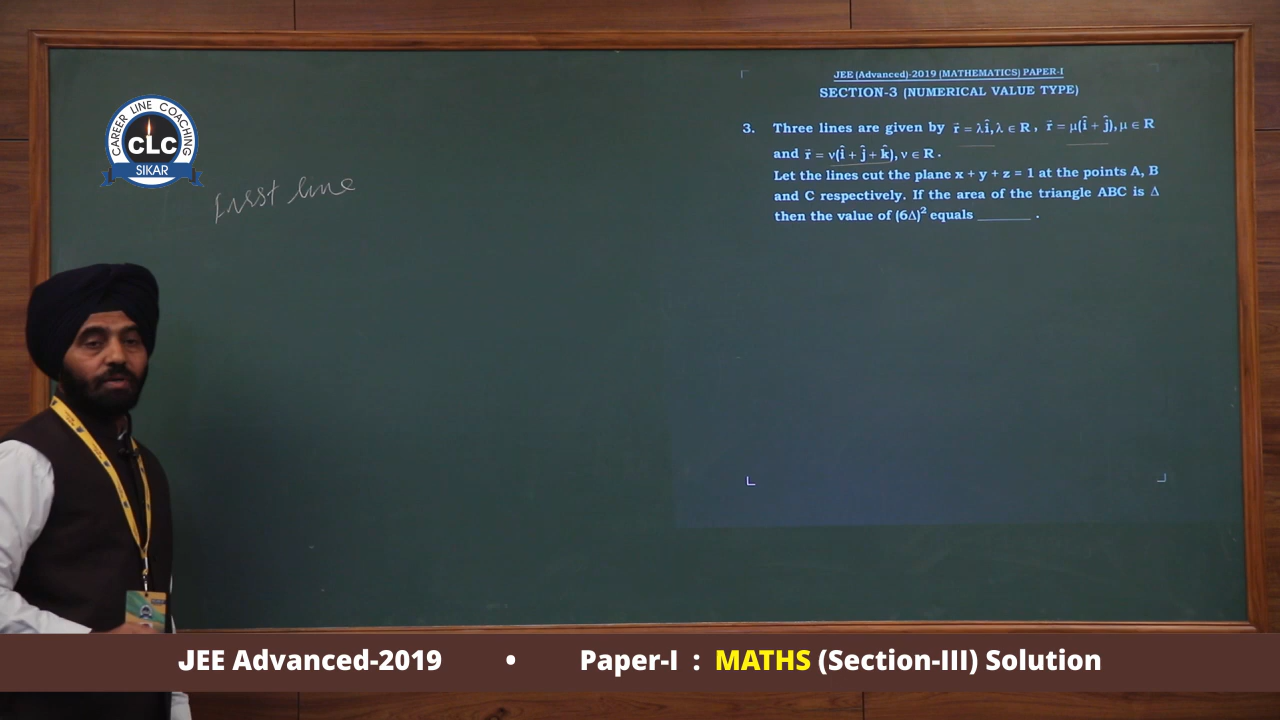 CAREER LINE COACHING
CLC
SIKAR
first line
JEE (Advanced)-2019 (MATHEMATICS) PAPER-I
SECTION-3 (NUMERICAL VALUE TYPE)
3. Three lines are given by r⃗ = λî, λ ∈ R , r⃗ = μ(î + ĵ), μ ∈ R
and r⃗ = ν(î + ĵ + k̂), ν ∈ R .
Let the lines cut the plane x + y + z = 1 at the points A, B
and C respectively. If the area of the triangle ABC is Δ
then the value of (6Δ)² equals ________ .
JEE Advanced-2019 • Paper-I : MATHS (Section-III) Solution